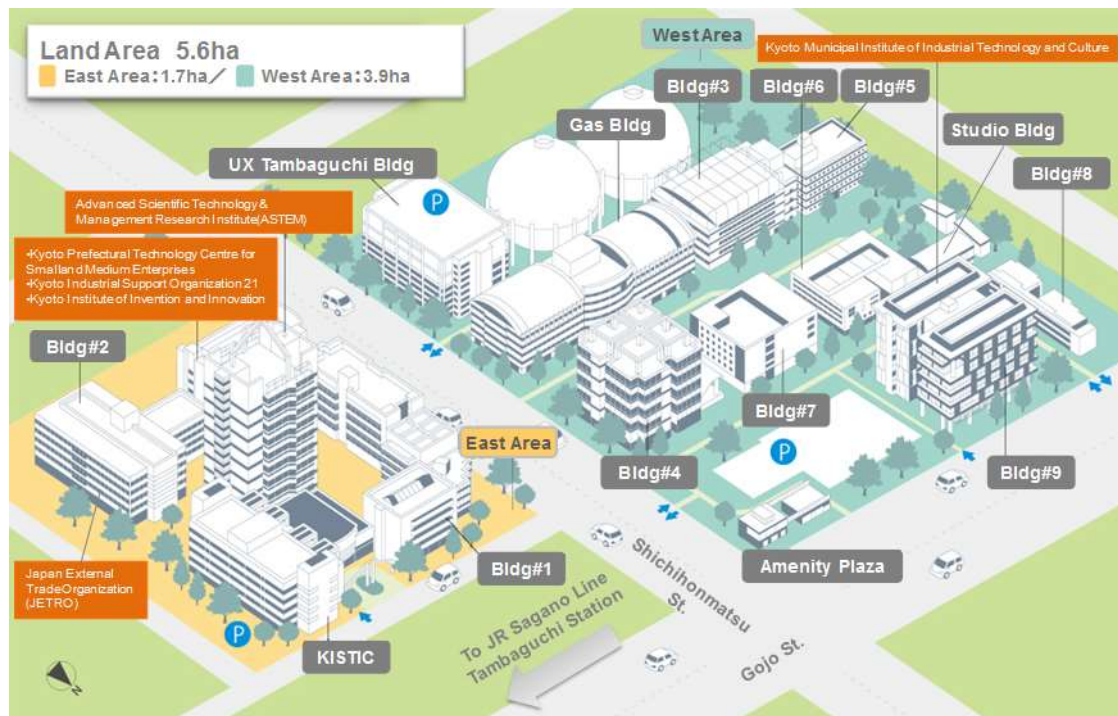 Land Area 5.6ha
East Area:1.7ha／ West Area:3.9ha
West Area
Kyoto Municipal Institute of Industrial Technology and Culture
Bldg#3
Bldg#6
Bldg#5
Gas Bldg
Studio Bldg
UX Tambaguchi Bldg
Bldg#8
P
Advanced Scientific Technology &
Management Research Institute(ASTEM)
•Kyoto Prefectural Technology Centre for
Smalland Medium Enterprises
•Kyoto Industrial Support Organization 21
•Kyoto Institute of Invention and Innovation
Bldg#2
Bldg#7
East Area
P
Bldg#4
Bldg#9
Amenity Plaza
Bldg#1
Japan External
TradeOrganization
(JETRO)
Shichihonmatsu
St.
To JR Sagano Line
Tambaguchi Station
Gojo St.
P
KISTIC
N